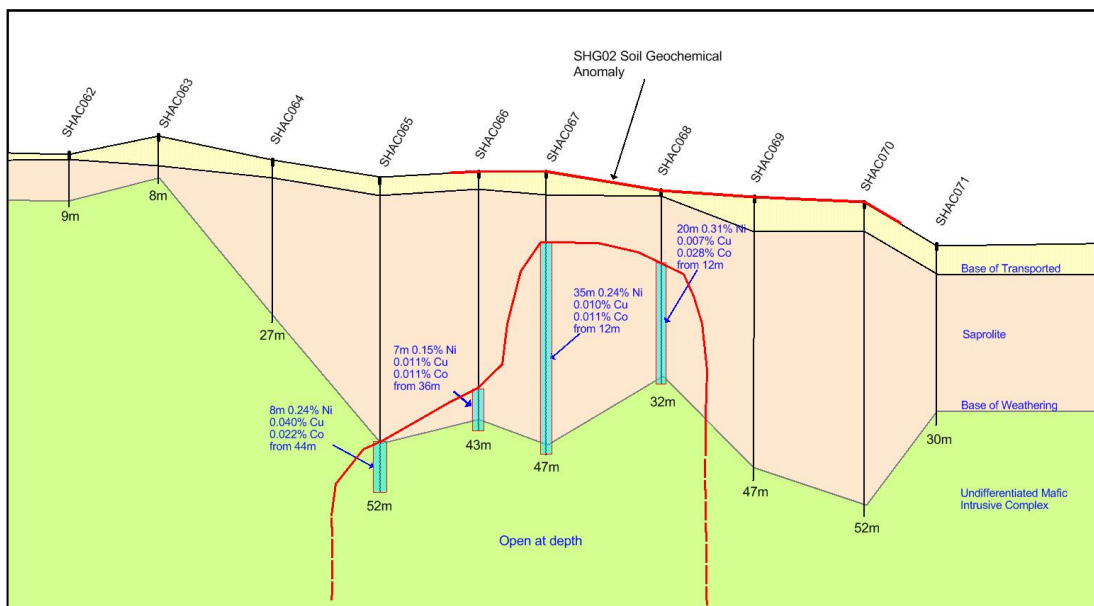 SHG02 Soil Geochemical
Anomaly
SHAC062
SHAC063
SHAC064
SHAC065
SHAC066
SHAC067
SHAC068
SHAC069
SHAC070
SHAC071
9m
8m
27m
52m
43m
47m
32m
47m
52m
30m
8m 0.24% Ni
0.040% Cu
0.022% Co
from 44m
7m 0.15% Ni
0.011% Cu
0.011% Co
from 36m
35m 0.24% Ni
0.010% Cu
0.011% Co
from 12m
20m 0.31% Ni
0.007% Cu
0.028% Co
from 12m
Base of Transported
Saprolite
Base of Weathering
Undifferentiated Mafic
Intrusive Complex
Open at depth